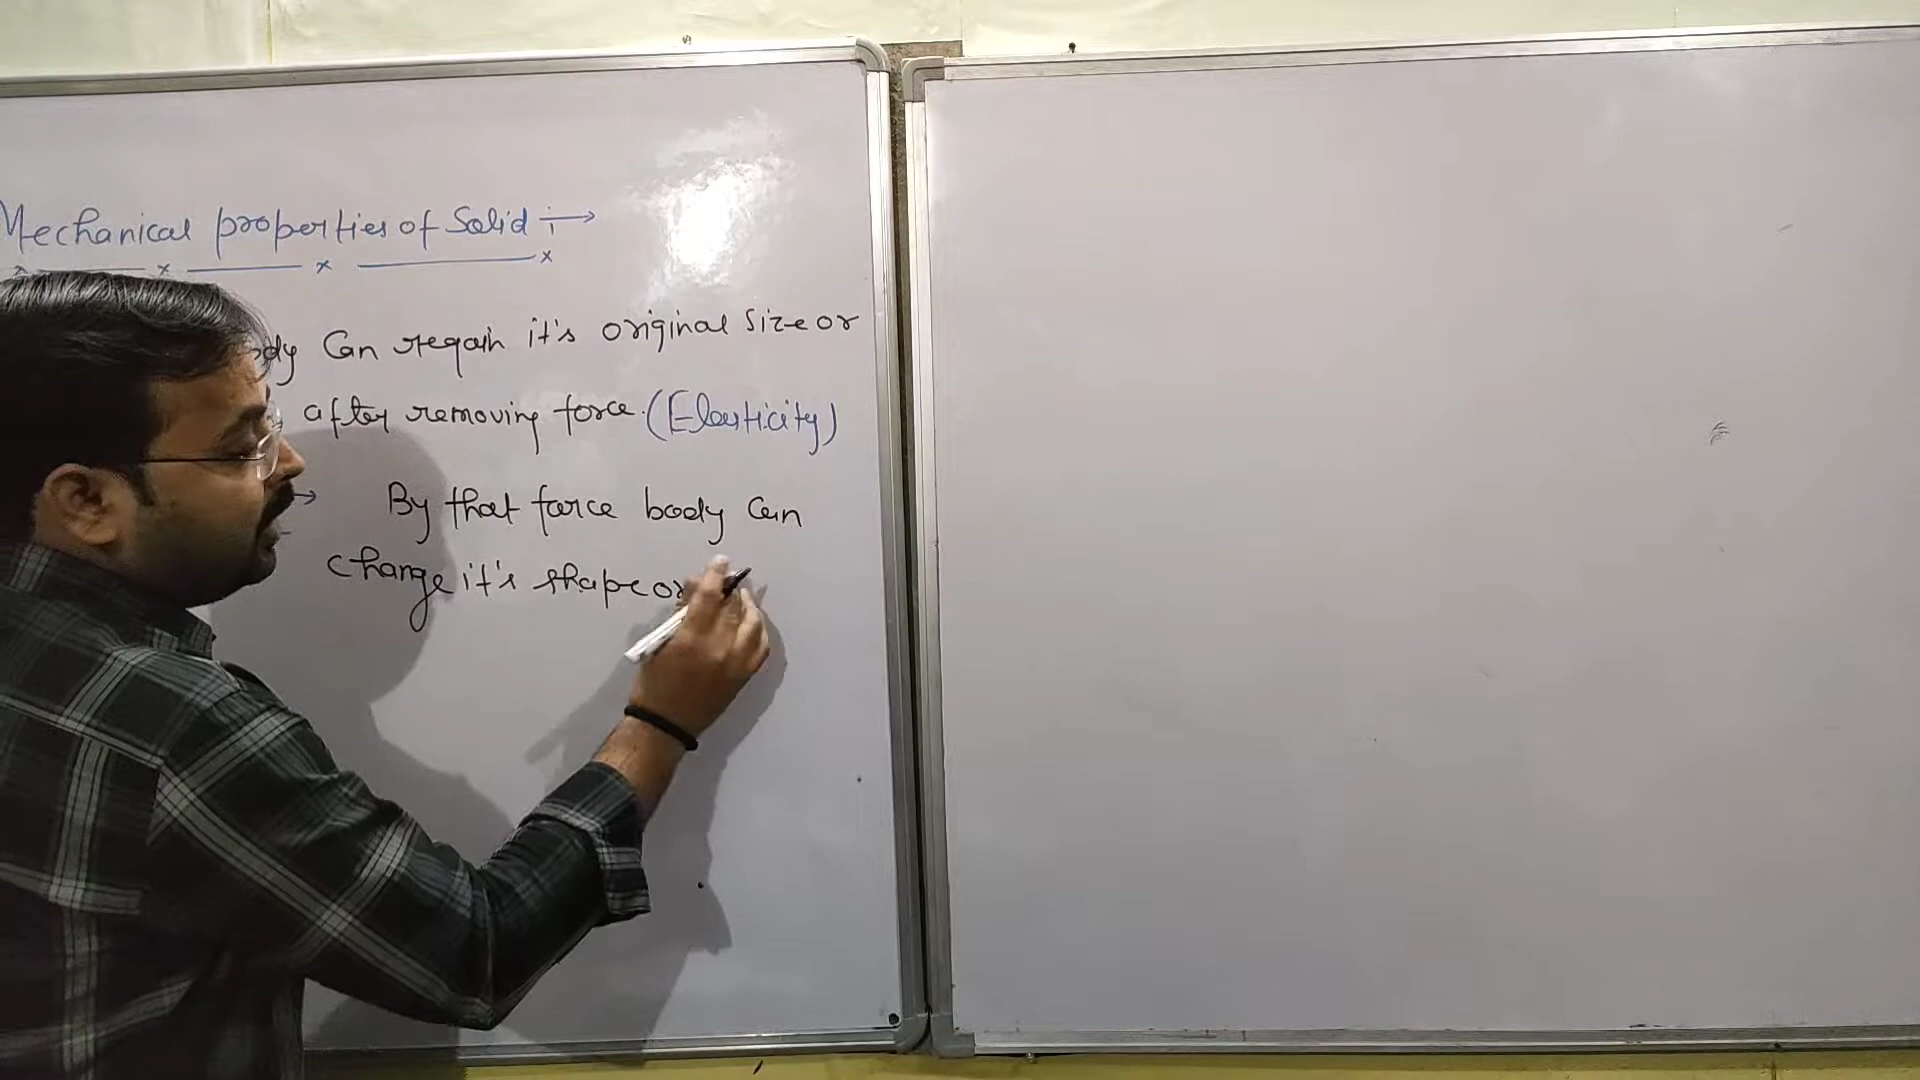 Mechanical properties of Solid :→
ody Can regain it's original Size or
after removing force. (Elasticity)
→ By that force body can
change it's shape or